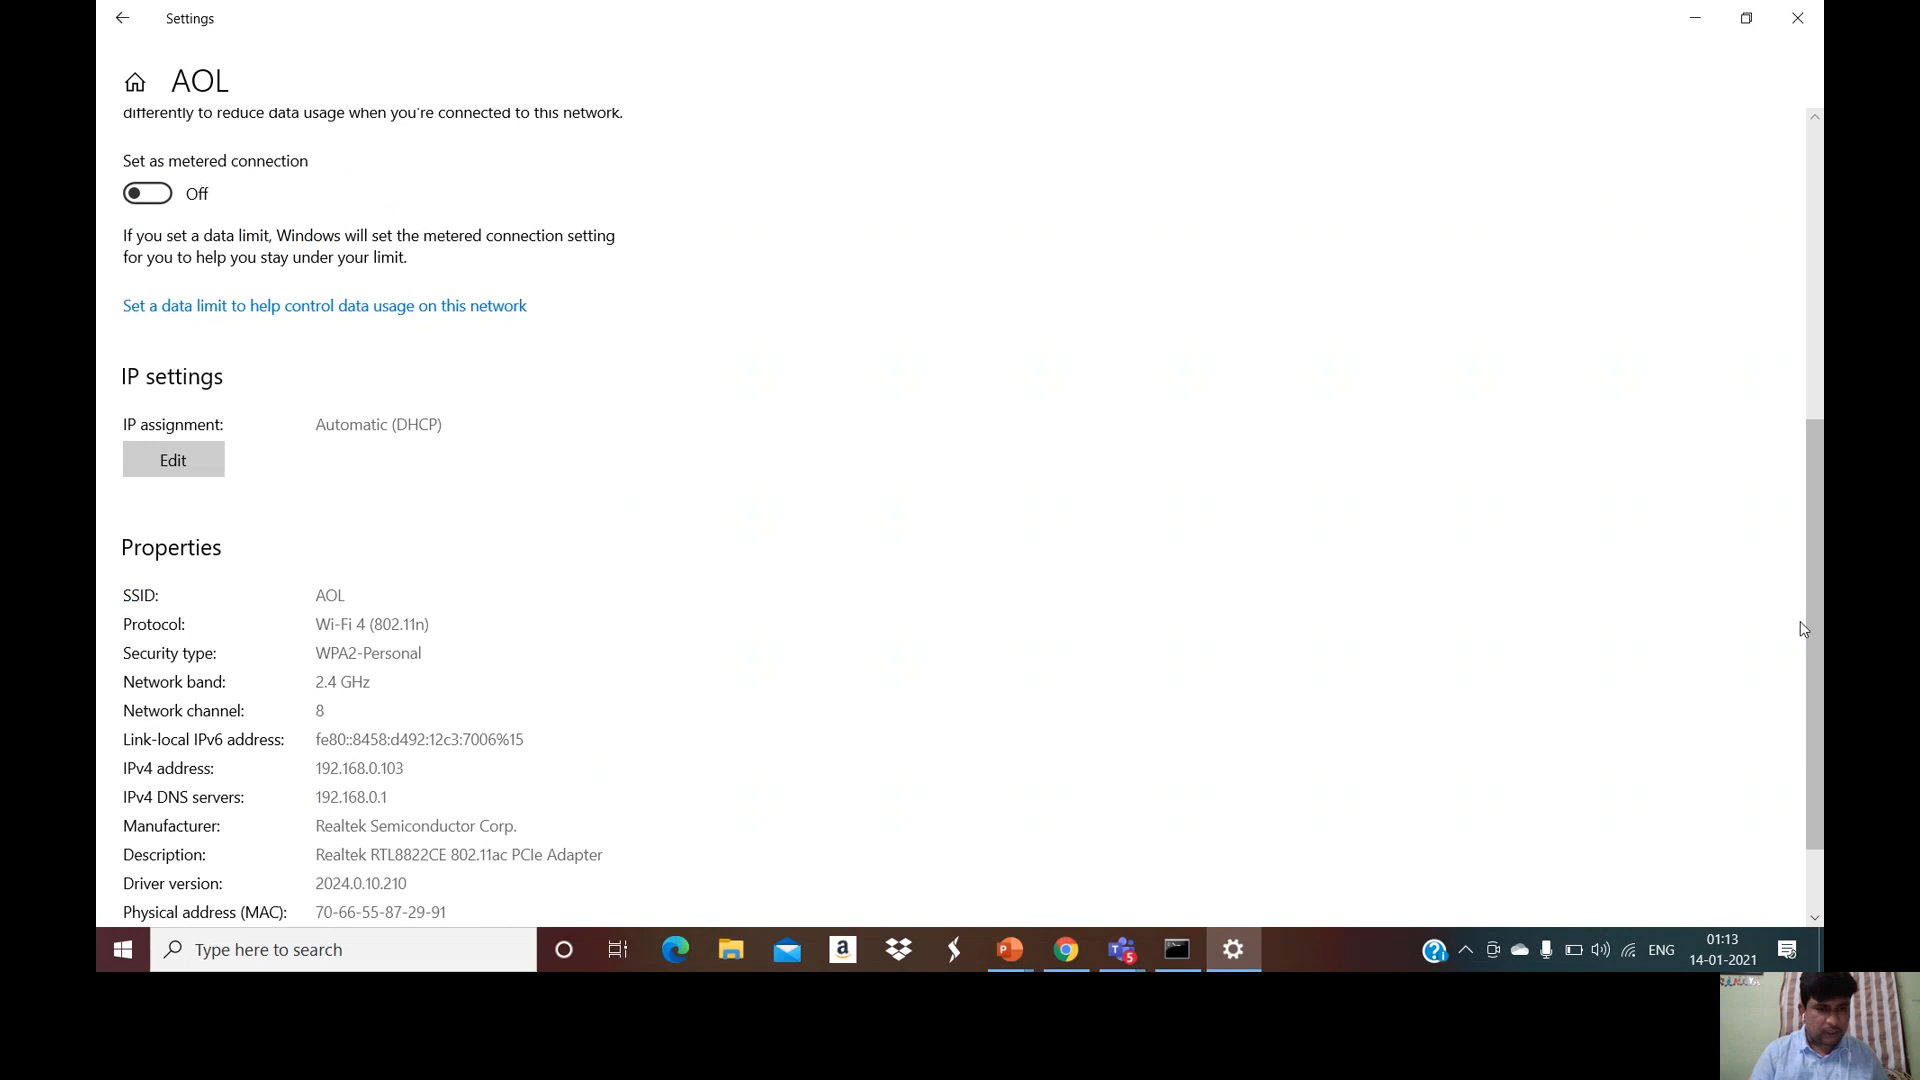 Settings
AOL
differently to reduce data usage when you're connected to this network.
Set as metered connection
Off
If you set a data limit, Windows will set the metered connection setting
for you to help you stay under your limit.
Set a data limit to help control data usage on this network
IP settings
IP assignment: Automatic (DHCP)
Edit
Properties
SSID: AOL
Protocol: Wi-Fi 4 (802.11n)
Security type: WPA2-Personal
Network band: 2.4 GHz
Network channel: 8
Link-local IPv6 address: fe80::8458:d492:12c3:7006%15
IPv4 address: 192.168.0.103
IPv4 DNS servers: 192.168.0.1
Manufacturer: Realtek Semiconductor Corp.
Description: Realtek RTL8822CE 802.11ac PCIe Adapter
Driver version: 2024.0.10.210
Physical address (MAC): 70-66-55-87-29-91
Type here to search
a
P
T
5
ENG
01:13
14-01-2021